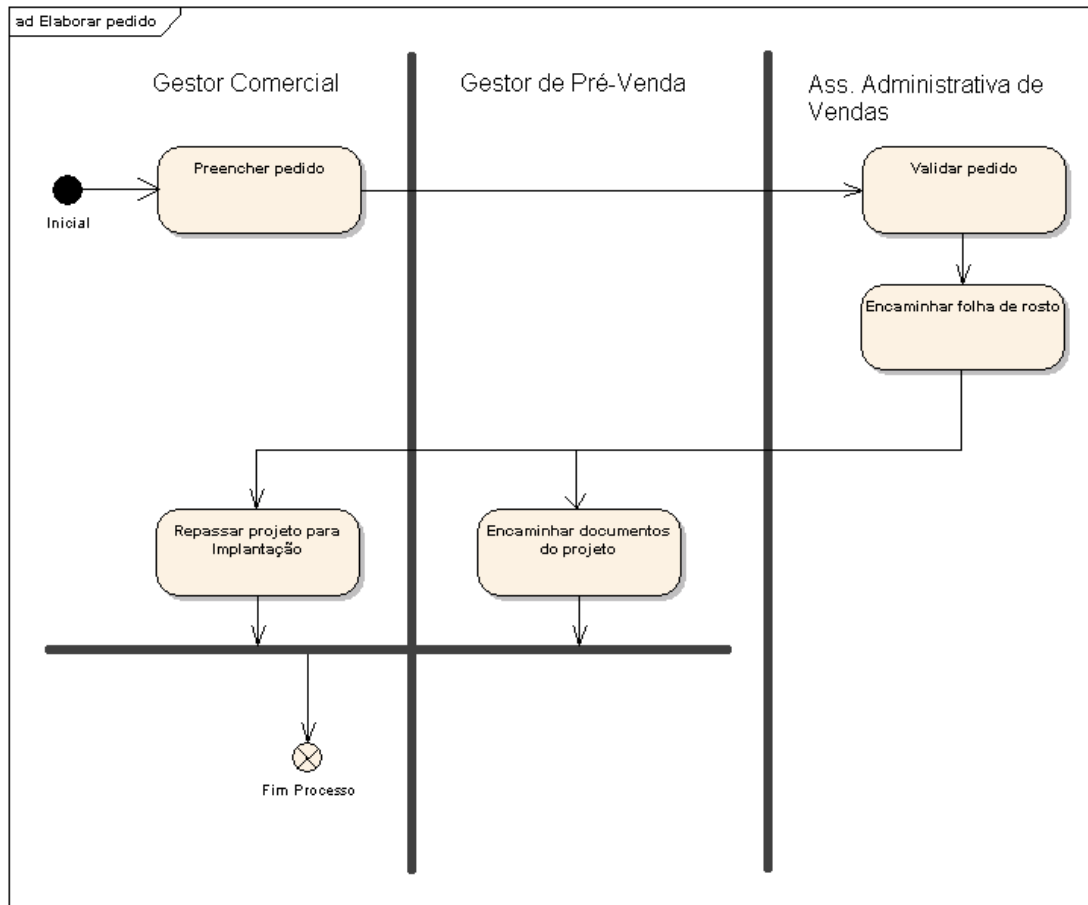 ad Elaborar pedido
Gestor Comercial
Gestor de Pré-Venda
Ass. Administrativa de
Vendas
Preencher pedido
Validar pedido
Inicial
Encaminhar folha de rosto
Repassar projeto para
Implantação
Encaminhar documentos
do projeto
Fim Processo